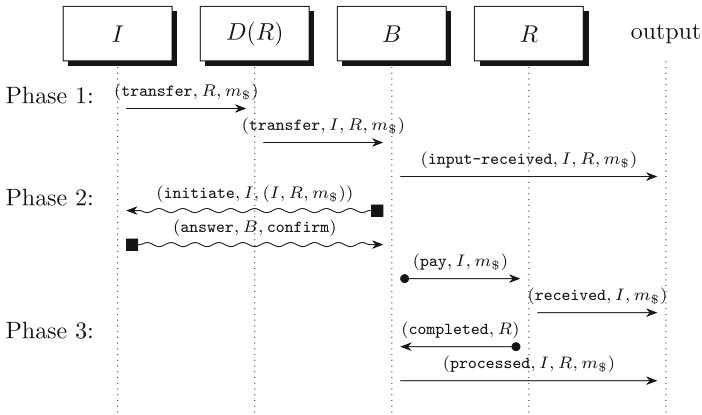 I D(R) B R output
Phase 1: (transfer, R, m$)
(transfer, I, R, m$)
(input-received, I, R, m$)
Phase 2: (initiate, I, (I, R, m$))
(answer, B, confirm)
(pay, I, m$)
(received, I, m$)
Phase 3: (completed, R)
(processed, I, R, m$)